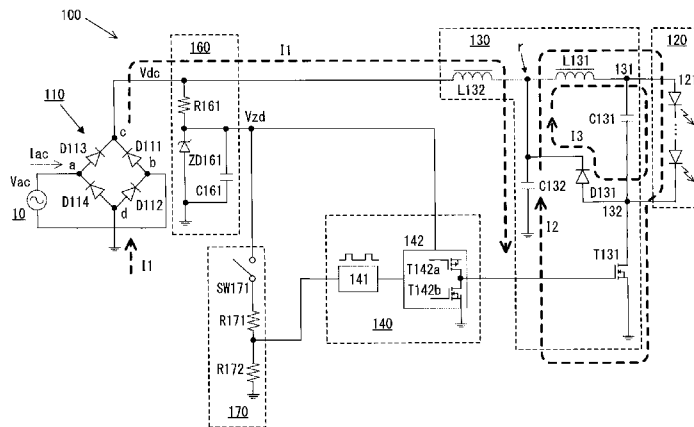 100
160
I1
130
r
120
Vdc
L132
L131
131
121
R161
Vzd
C131
110
c
D113
D111
I3
Iac
ZD161
a
b
C161
C132
D131
132
Vac
D114
D112
10
d
I2
I1
142
T131
SW171
T142a
141
T142b
R171
140
R172
170